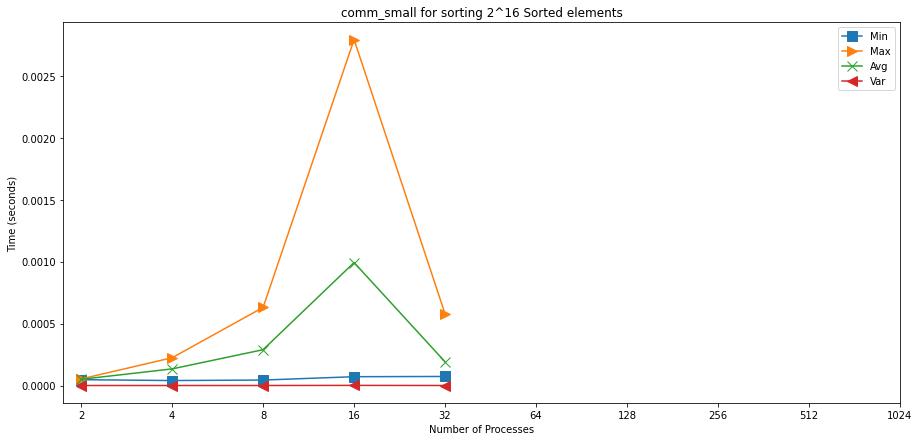 comm_small for sorting 2^16 Sorted elements
Min
Max
Avg
Var
Time (seconds)
0.0025
0.0020
0.0015
0.0010
0.0005
0.0000
2 4 8 16 32 64 128 256 512 1024
Number of Processes